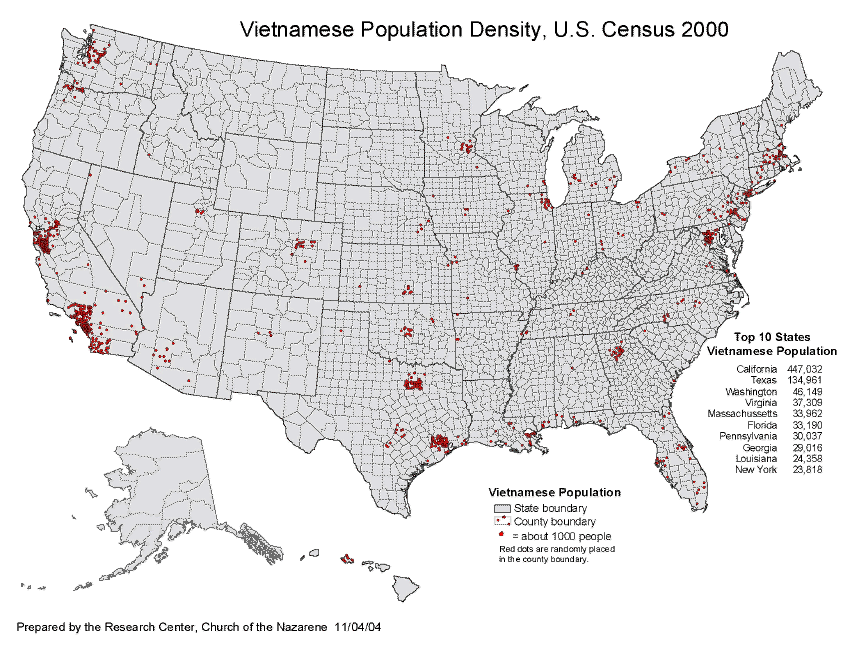 Vietnamese Population Density, U.S. Census 2000
Top 10 States
Vietnamese Population
California 447,032
Texas 134,961
Washington 46,149
Virginia 37,309
Massachusetts 33,962
Florida 33,190
Pennsylvania 30,037
Georgia 29,016
Louisiana 24,358
New York 23,818
Vietnamese Population
State boundary
County boundary
= about 1000 people
Red dots are randomly placed
in the county boundary.
Prepared by the Research Center, Church of the Nazarene 11/04/04